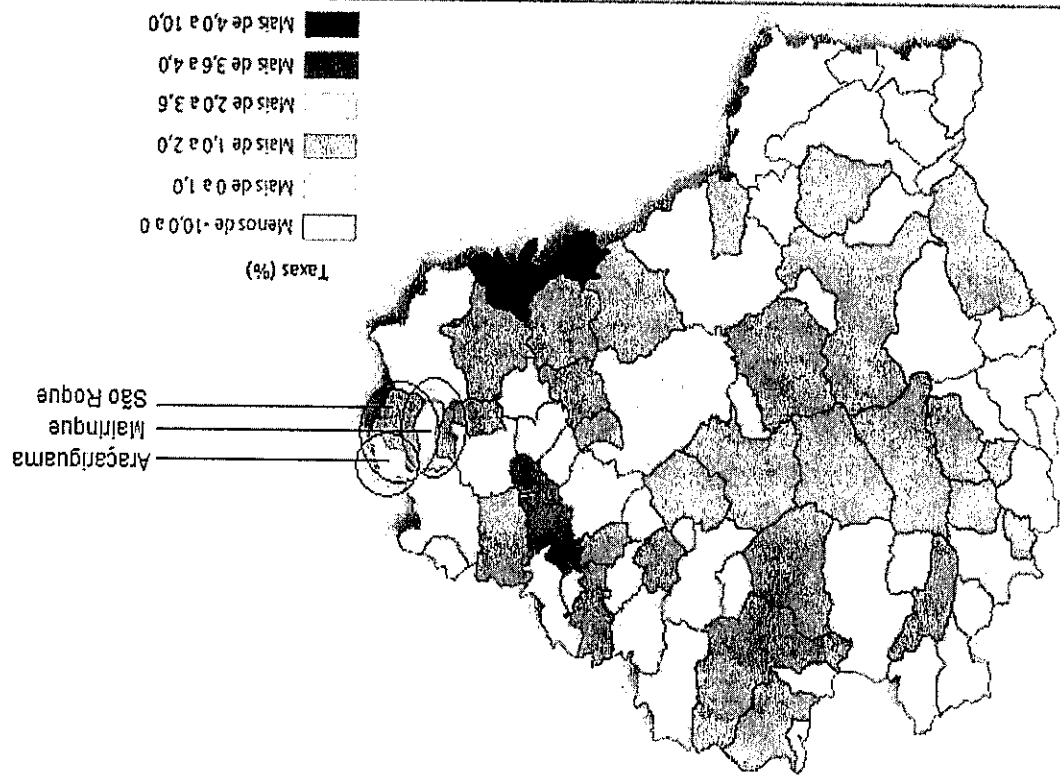 São Roque
Mairinque
Araçariguama
Taxas (%)
Menos de -10,0 a 0
Mais de 0 a 1,0
Mais de 1,0 a 2,0
Mais de 2,0 a 3,6
Mais de 3,6 a 4,0
Mais de 4,0 a 10,0